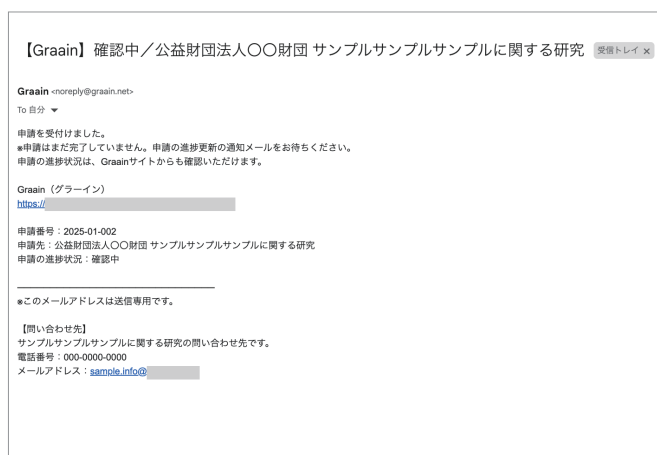 【Graain】確認中／公益財団法人〇〇財団 サンプルサンプルサンプルに関する研究 受信トレイ ×
Graain <noreply@graain.net>
To 自分
申請を受付けました。
※申請はまだ完了していません。申請の進捗更新の通知メールをお待ちください。
申請の進捗状況は、Graainサイトからも確認いただけます。
Graain（グラーイン）
https://
申請番号：2025-01-002
申請先：公益財団法人〇〇財団 サンプルサンプルサンプルに関する研究
申請の進捗状況：確認中
※このメールアドレスは送信専用です。
【問い合わせ先】
サンプルサンプルサンプルに関する研究の問い合わせ先です。
電話番号：000-0000-0000
メールアドレス：sample.info@